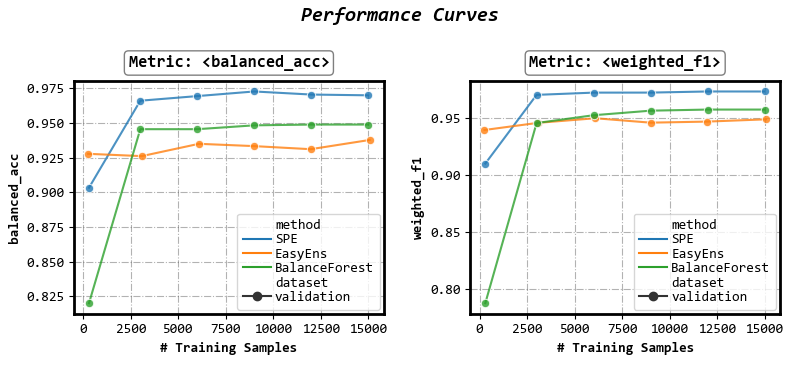 Performance Curves
Metric: <balanced_acc>
balanced_acc
0.975
0.950
0.925
0.900
0.875
0.850
0.825
0
2500
5000
7500
10000
12500
15000
# Training Samples
method
SPE
EasyEns
BalanceForest
dataset
validation
Metric: <weighted_f1>
weighted_f1
0.95
0.90
0.85
0.80
0
2500
5000
7500
10000
12500
15000
# Training Samples
method
SPE
EasyEns
BalanceForest
dataset
validation